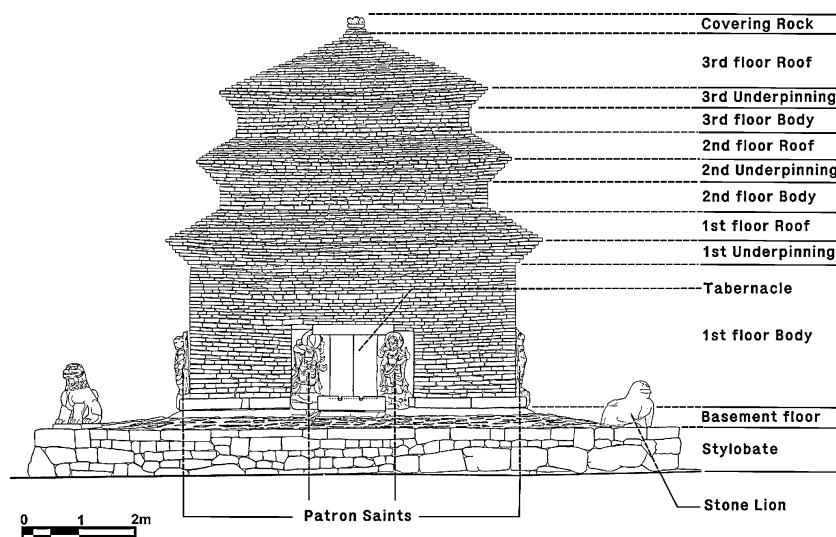 Covering Rock
3rd floor Roof
3rd Underpinning
3rd floor Body
2nd floor Roof
2nd Underpinning
2nd floor Body
1st floor Roof
1st Underpinning
Tabernacle
1st floor Body
Basement floor
Stylobate
Stone Lion
Patron Saints
0 1 2m